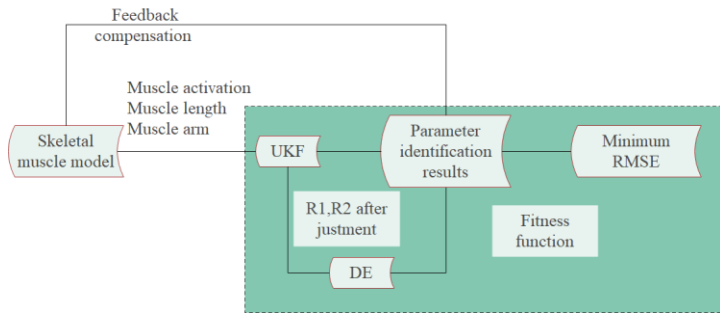 Feedback
compensation
Muscle activation
Muscle length
Muscle arm
Skeletal
muscle model
UKF
Parameter
identification
results
Minimum
RMSE
R1,R2 after
justment
Fitness
function
DE